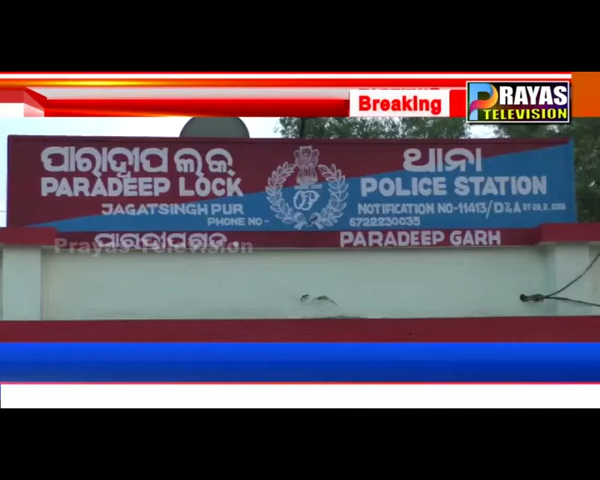 PRAYAS
TELEVISION
Breaking
ପାରାଦ୍ୱୀପ ଲକ୍ ଥାନା
PARADEEP LOCK POLICE STATION
JAGATSINGHPUR NOTIFICATION NO-11413/D&A
PHONE NO- 6722230035
ପାରାଦୀପଗଡ. PARADEEP GARH
Prayas Television